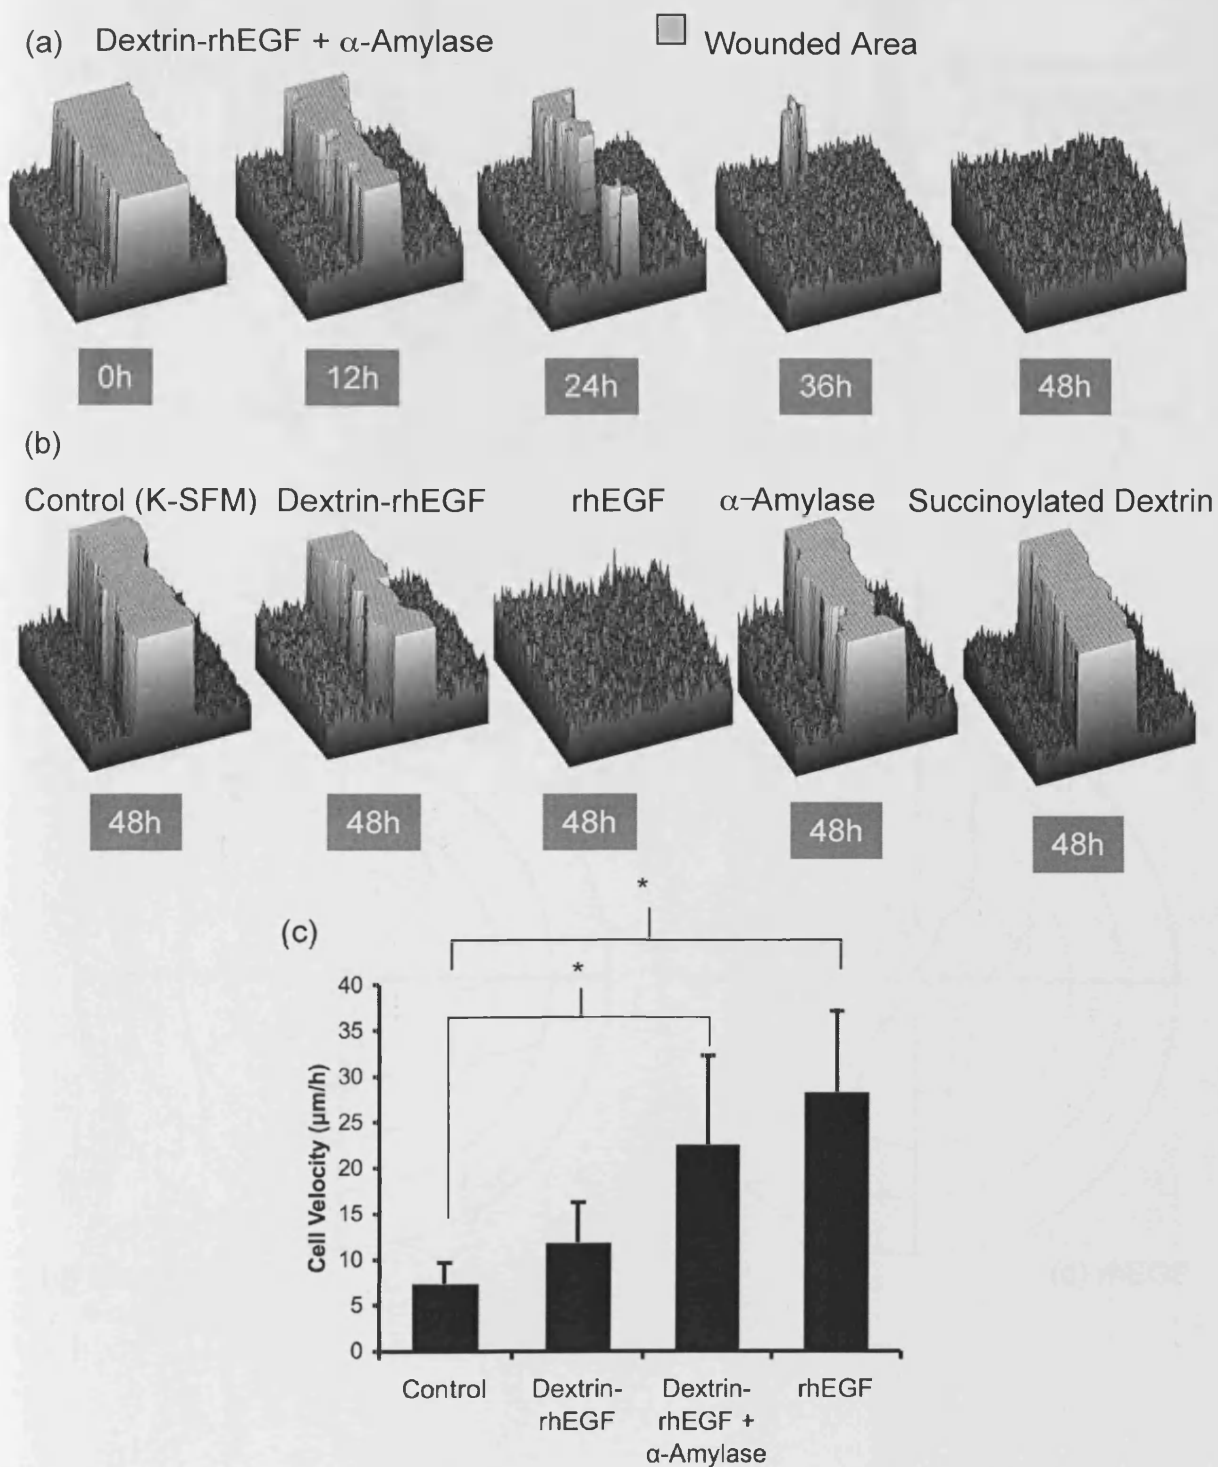 (a) Dextrin-rhEGF + α-Amylase
Wounded Area
0h
12h
24h
36h
48h
(b)
Control (K-SFM)
Dextrin-rhEGF
rhEGF
α-Amylase
Succinoylated Dextrin
48h
48h
48h
48h
48h
(c)
*
*
Cell Velocity (µm/h)
40
35
30
25
20
15
10
5
0
Control
Dextrin-
rhEGF
Dextrin-
rhEGF +
α-Amylase
rhEGF